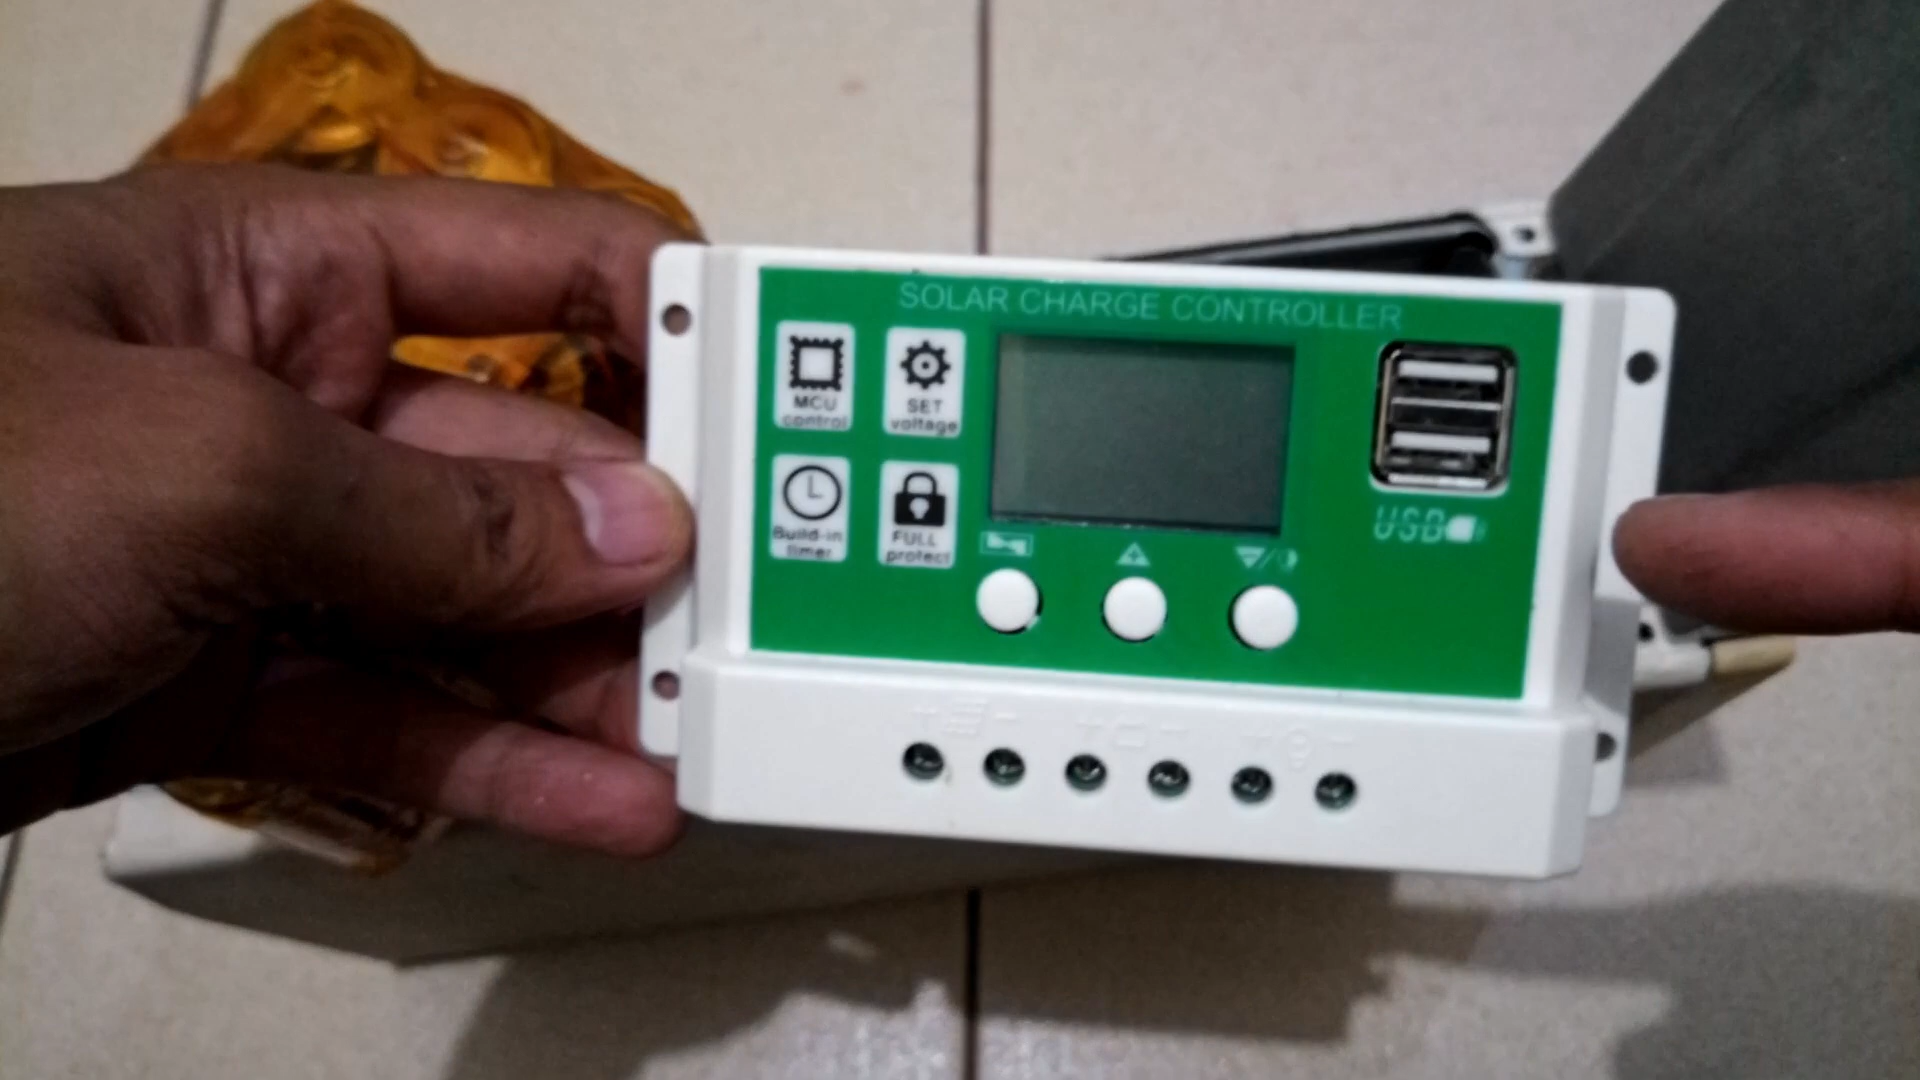 SOLAR CHARGE CONTROLLER
MCU
control
SET
voltage
Build-in
timer
FULL
protect
USB
+ -
+ -
+ -